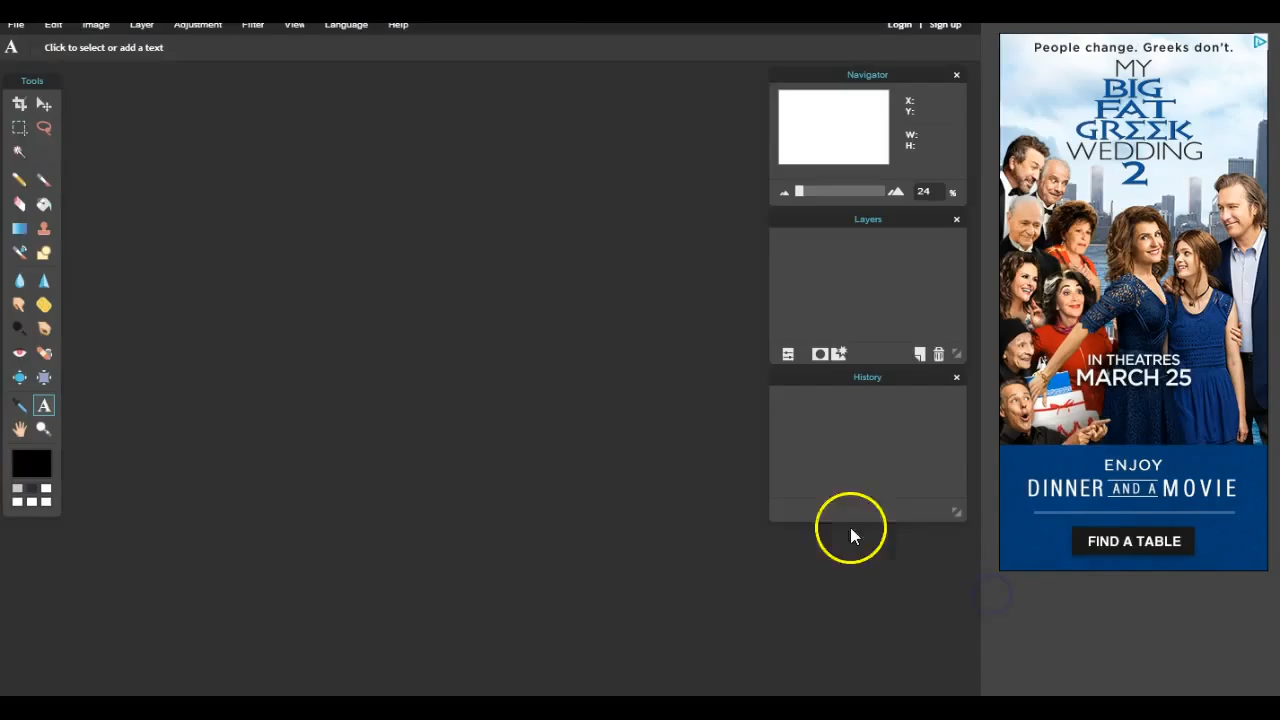 File Edit Image Layer Adjustment Filter View Language Help Login Sign up
A Click to select or add a text
Tools
A
Navigator
X:
Y:
W:
H:
24 %
Layers
History
People change. Greeks don't.
MY
BIG
FAT
GREEK
WEDDING
2
IN THEATRES
MARCH 25
ENJOY
DINNER AND A MOVIE
FIND A TABLE